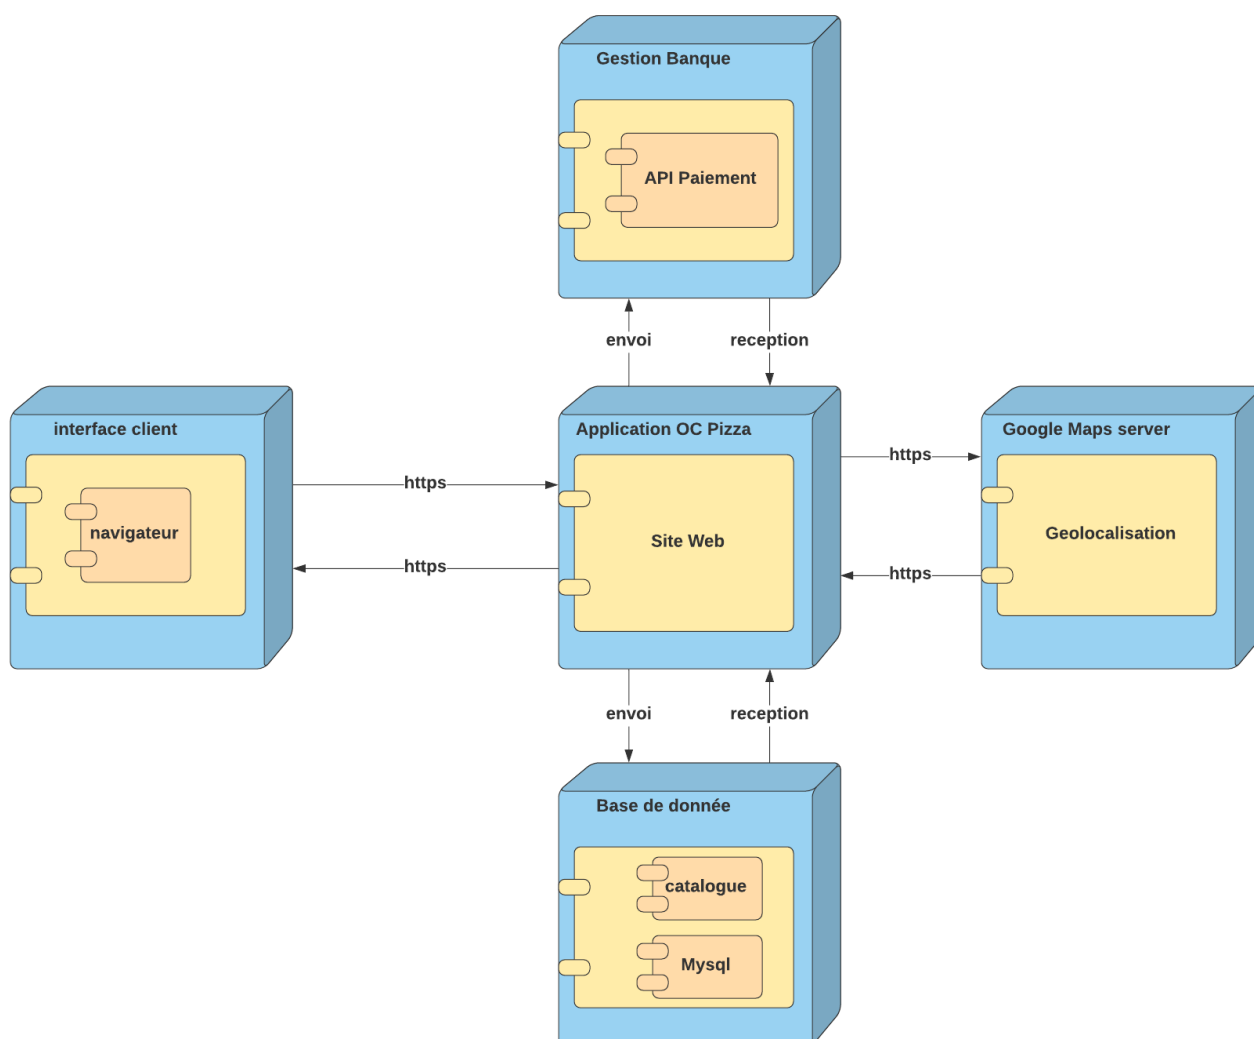 Gestion Banque
API Paiement
envoi
reception
interface client
navigateur
https
https
Application OC Pizza
Site Web
https
https
Google Maps server
Geolocalisation
envoi
reception
Base de donnée
catalogue
Mysql